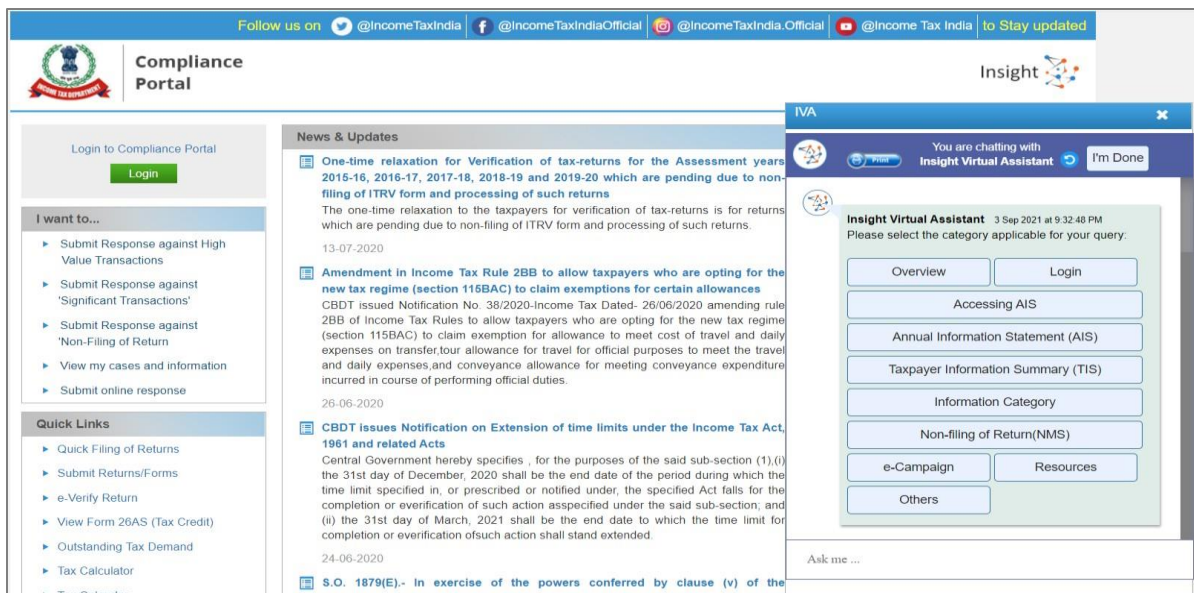 Follow us on @IncomeTaxIndia @IncomeTaxIndiaOfficial @IncomeTaxIndia.Official @Income Tax India to Stay updated
INCOME TAX DEPARTMENT
Compliance
Portal
Insight
Login to Compliance Portal
Login
I want to...
Submit Response against High
Value Transactions
Submit Response against
'Significant Transactions'
Submit Response against
'Non-Filing of Return
View my cases and information
Submit online response
Quick Links
Quick Filing of Returns
Submit Returns/Forms
e-Verify Return
View Form 26AS (Tax Credit)
Outstanding Tax Demand
Tax Calculator
News & Updates
One-time relaxation for Verification of tax-returns for the Assessment years
2015-16, 2016-17, 2017-18, 2018-19 and 2019-20 which are pending due to non-
filing of ITRV form and processing of such returns
The one-time relaxation to the taxpayers for verification of tax-returns is for returns
which are pending due to non-filing of ITRV form and processing of such returns.
13-07-2020
Amendment in Income Tax Rule 2BB to allow taxpayers who are opting for the
new tax regime (section 115BAC) to claim exemptions for certain allowances
CBDT issued Notification No. 38/2020-Income Tax Dated- 26/06/2020 amending rule
2BB of Income Tax Rules to allow taxpayers who are opting for the new tax regime
(section 115BAC) to claim exemption for allowance to meet cost of travel and daily
expenses on transfer,tour allowance for travel for official purposes to meet the travel
and daily expenses,and conveyance allowance for meeting conveyance expenditure
incurred in course of performing official duties.
26-06-2020
CBDT issues Notification on Extension of time limits under the Income Tax Act,
1961 and related Acts
Central Government hereby specifies , for the purposes of the said sub-section (1),(i)
the 31st day of December, 2020 shall be the end date of the period during which the
time limit specified in, or prescribed or notified under, the specified Act falls for the
completion or everification of such action asspecified under the said sub-section; and
(ii) the 31st day of March, 2021 shall be the end date to which the time limit for
completion or everification ofsuch action shall stand extended.
24-06-2020
S.O. 1879(E).- In exercise of the powers conferred by clause (v) of the
IVA
Print
You are chatting with
Insight Virtual Assistant
I'm Done
Insight Virtual Assistant 3 Sep 2021 at 9:32:48 PM
Please select the category applicable for your query:
Overview Login
Accessing AIS
Annual Information Statement (AIS)
Taxpayer Information Summary (TIS)
Information Category
Non-filing of Return(NMS)
e-Campaign Resources
Others
Ask me ...